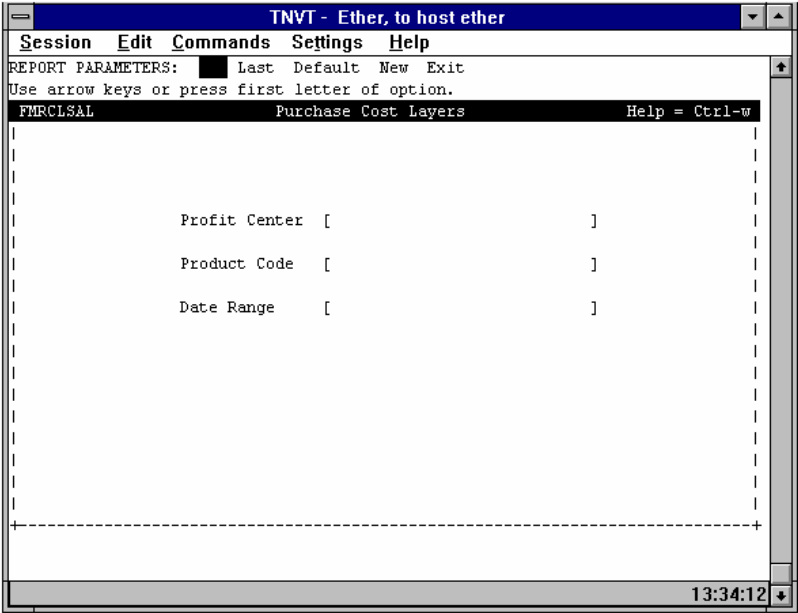 TNVT - Ether, to host ether
Session Edit Commands Settings Help
REPORT PARAMETERS: Last Default New Exit
Use arrow keys or press first letter of option.
FMRCLSAL Purchase Cost Layers Help = Ctrl-w
Profit Center [ ]
Product Code [ ]
Date Range [ ]
13:34:12